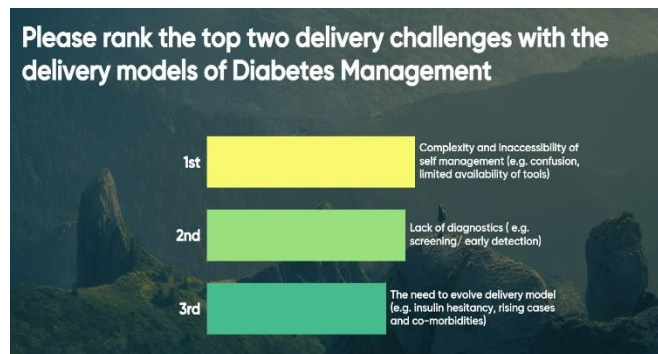 Please rank the top two delivery challenges with the
delivery models of Diabetes Management
1st
Complexity and inaccessibility of
self management (e.g. confusion,
limited availability of tools)
2nd
Lack of diagnostics ( e.g.
screening/ early detection)
3rd
The need to evolve delivery model
(e.g. insulin hesitancy, rising cases
and co-morbidities)